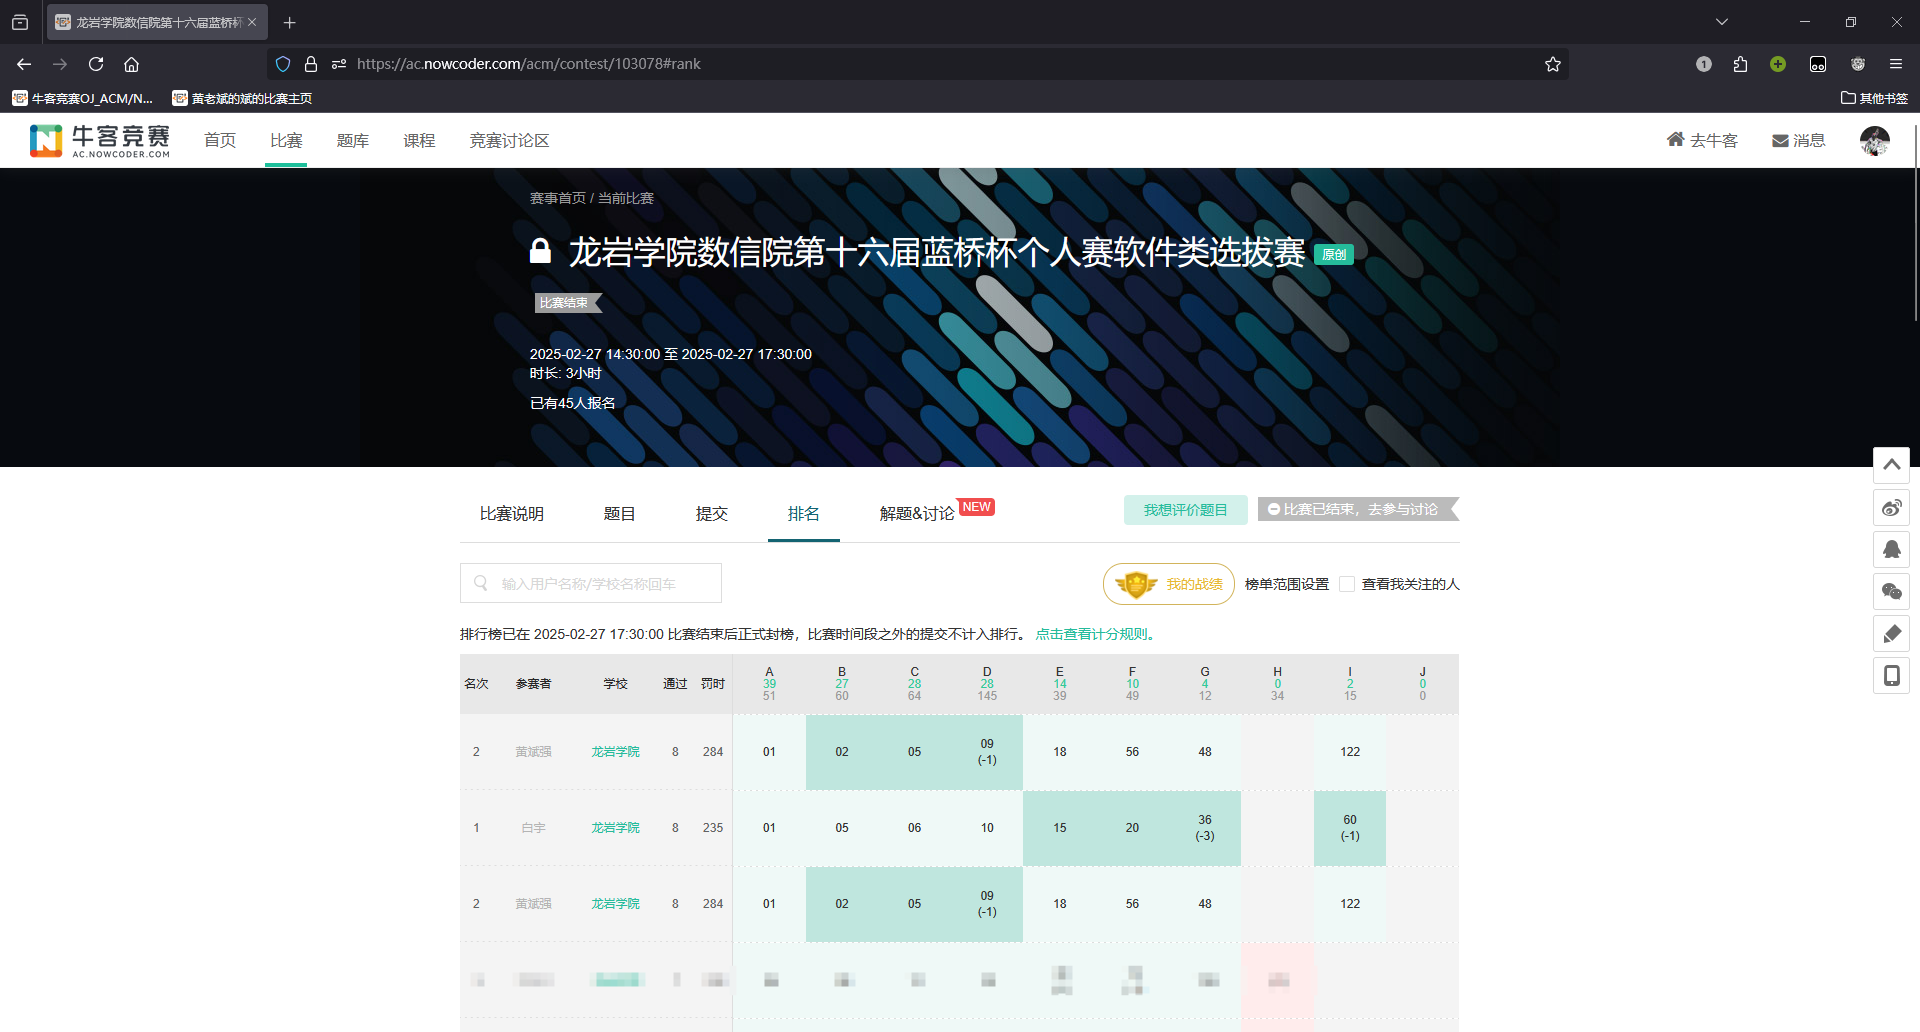 龙岩学院数信院第十六届蓝桥杯
https://ac.nowcoder.com/acm/contest/103078#rank
1
牛客竞赛OJ_ACM/N...
黄老斌的斌的比赛主页
其他书签
牛客竞赛
AC.NOWCODER.COM
首页
比赛
题库
课程
竞赛讨论区
去牛客
消息
赛事首页 / 当前比赛
龙岩学院数信院第十六届蓝桥杯个人赛软件类选拔赛 原创
比赛结束
2025-02-27 14:30:00 至 2025-02-27 17:30:00
时长: 3小时
已有45人报名
比赛说明 题目 提交 排名 解题&讨论 NEW
我想评价题目 比赛已结束，去参与讨论
输入用户名称/学校名称回车
我的战绩 榜单范围设置 查看我关注的人
排行榜已在 2025-02-27 17:30:00 比赛结束后正式封榜，比赛时间段之外的提交不计入排行。 点击查看计分规则。
A B C D E F G H I J
名次 参赛者 学校 通过 罚时 39 27 28 28 14 10 4 0 2 0
51 60 64 145 39 49 12 34 15 0
2 黄斌强 龙岩学院 8 284 01 02 05 09 (-1) 18 56 48 122
1 白宇 龙岩学院 8 235 01 05 06 10 15 20 36 (-3) 60 (-1)
2 黄斌强 龙岩学院 8 284 01 02 05 09 (-1) 18 56 48 122